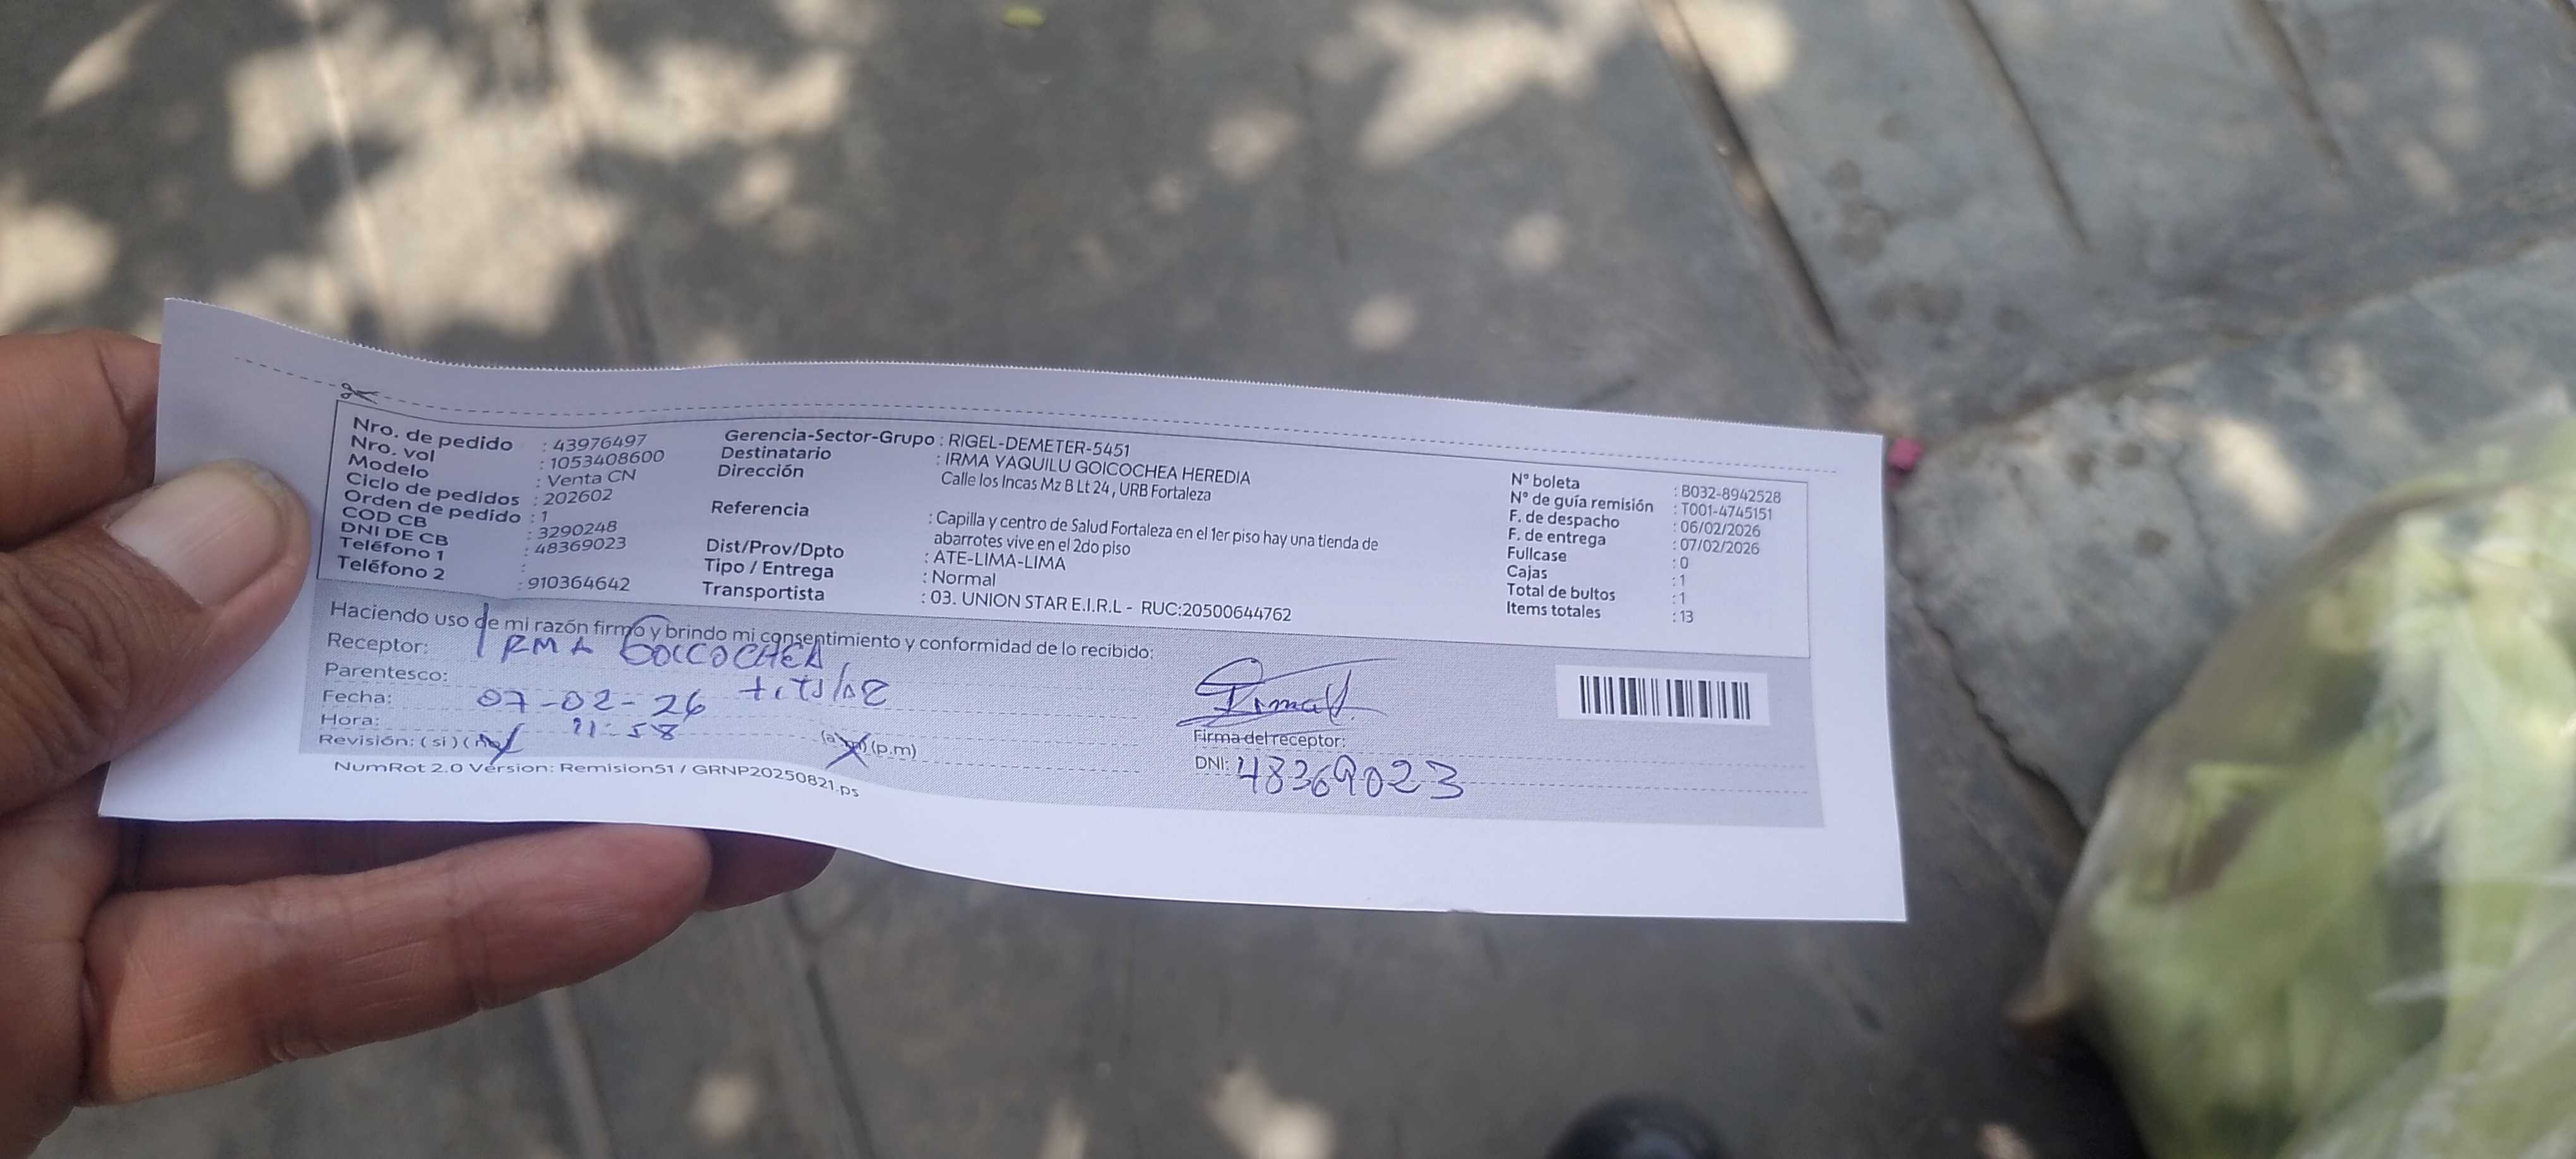 Nro. de pedido : 43976497
Nro. vol : 1053408600
Modelo : Venta CN
Ciclo de pedidos : 202602
Orden de pedido : 1
COD CB : 3290248
DNI DE CB : 48369023
Teléfono 1 :
Teléfono 2 : 910364642
Gerencia-Sector-Grupo : RIGEL-DEMETER-5451
Destinatario : IRMA YAQUILU GOICOCHEA HEREDIA
Dirección Calle los Incas Mz B Lt 24 , URB Fortaleza
Referencia : Capilla y centro de Salud Fortaleza en el 1er piso hay una tienda de
abarrotes vive en el 2do piso
Dist/Prov/Dpto : ATE-LIMA-LIMA
Tipo / Entrega : Normal
Transportista : 03. UNION STAR E.I.R.L - RUC:20500644762
N° boleta : B032-8942528
N° de guía remisión : T001-4745151
F. de despacho : 06/02/2026
F. de entrega : 07/02/2026
Fullcase : 0
Cajas : 1
Total de bultos : 1
Items totales : 13
Haciendo uso de mi razón firmo y brindo mi consentimiento y conformidad de lo recibido:
Receptor: IRMA GOICOCHEA
Parentesco: titular
Fecha: 07-02-26
Hora: 11:58 (a.m) (p.m)
Revisión: ( si ) ( no )
Firma del receptor:
DNI: 48369023
NumRot 2.0 Version: Remision51 / GRNP20250821.ps